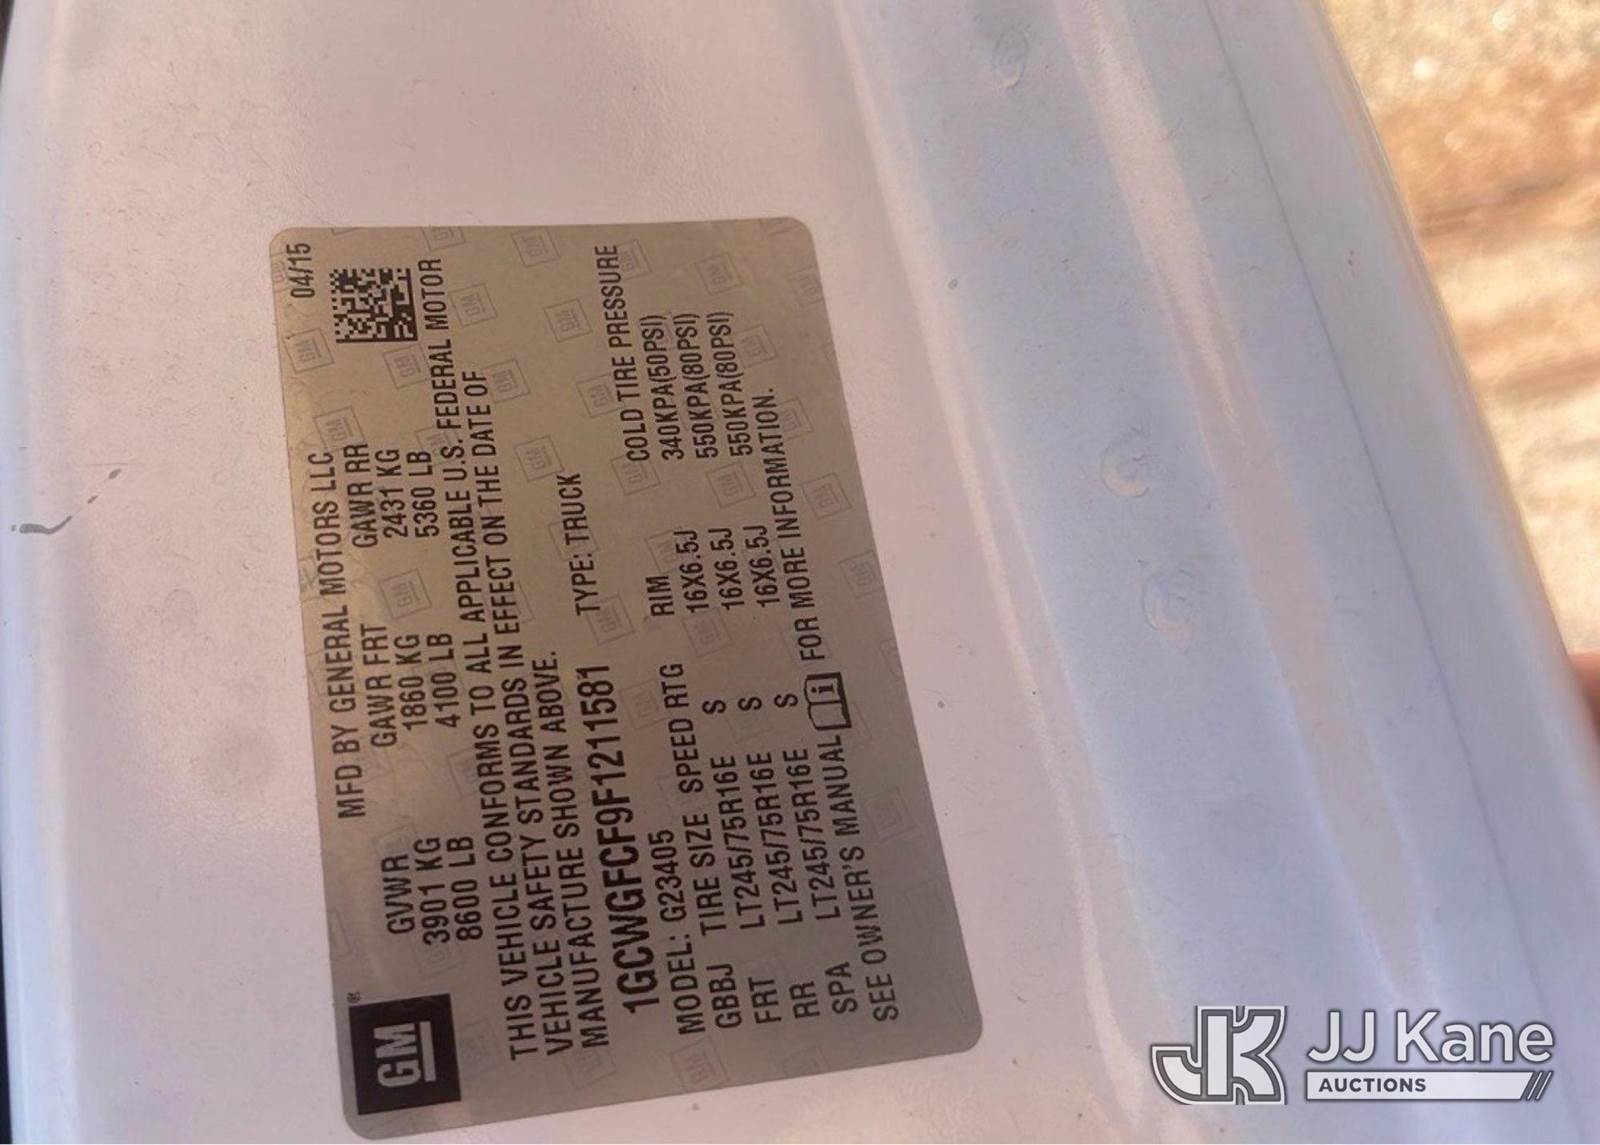 GM®
MFD BY GENERAL MOTORS LLC 04/15
GVWR GAWR FRT GAWR RR
3901 KG 1860 KG 2431 KG
8600 LB 4100 LB 5360 LB
THIS VEHICLE CONFORMS TO ALL APPLICABLE U.S. FEDERAL MOTOR
VEHICLE SAFETY STANDARDS IN EFFECT ON THE DATE OF
MANUFACTURE SHOWN ABOVE.
1GCWGFCF9F1211581 TYPE: TRUCK
MODEL: G23405
GBBJ TIRE SIZE SPEED RTG RIM COLD TIRE PRESSURE
FRT LT245/75R16E S 16X6.5J 340KPA(50PSI)
RR LT245/75R16E S 16X6.5J 550KPA(80PSI)
SPA LT245/75R16E S 16X6.5J 550KPA(80PSI)
SEE OWNER'S MANUAL i FOR MORE INFORMATION.
JK JJ Kane
AUCTIONS